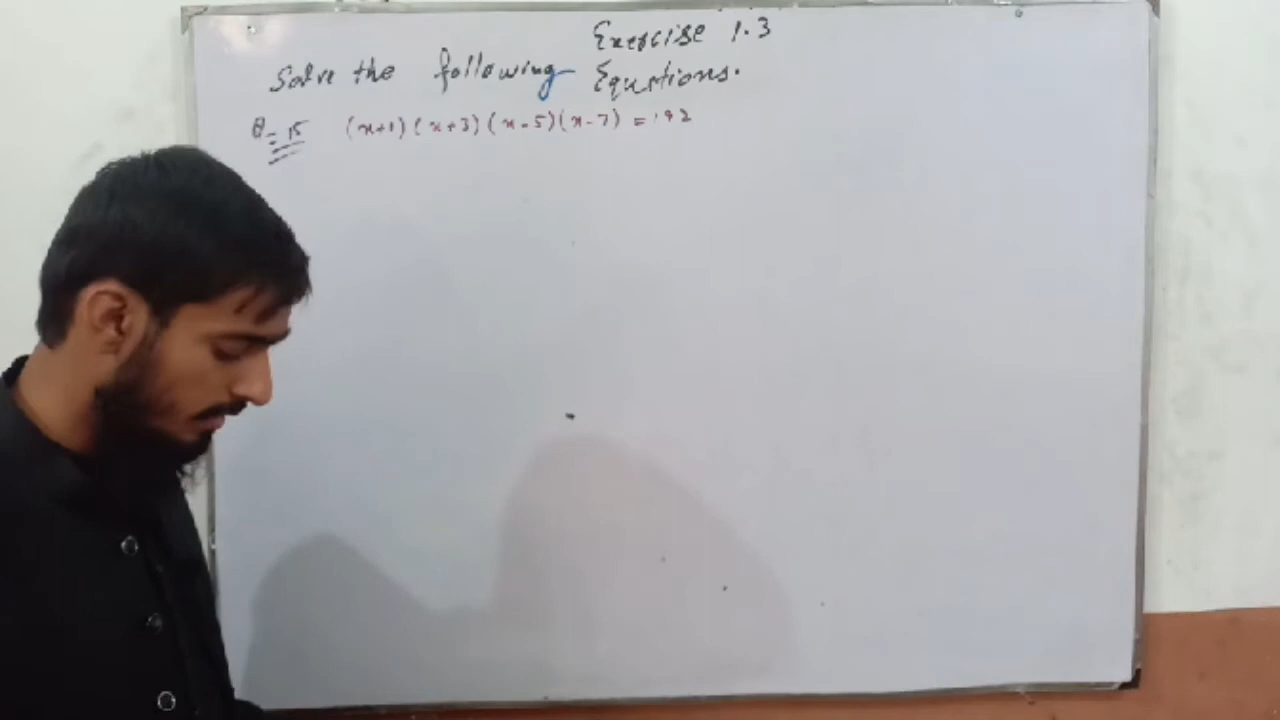 Exercise 1.3
Solve the following Equations.
Q=15 (x+1)(x+3)(x-5)(x-7) = 192